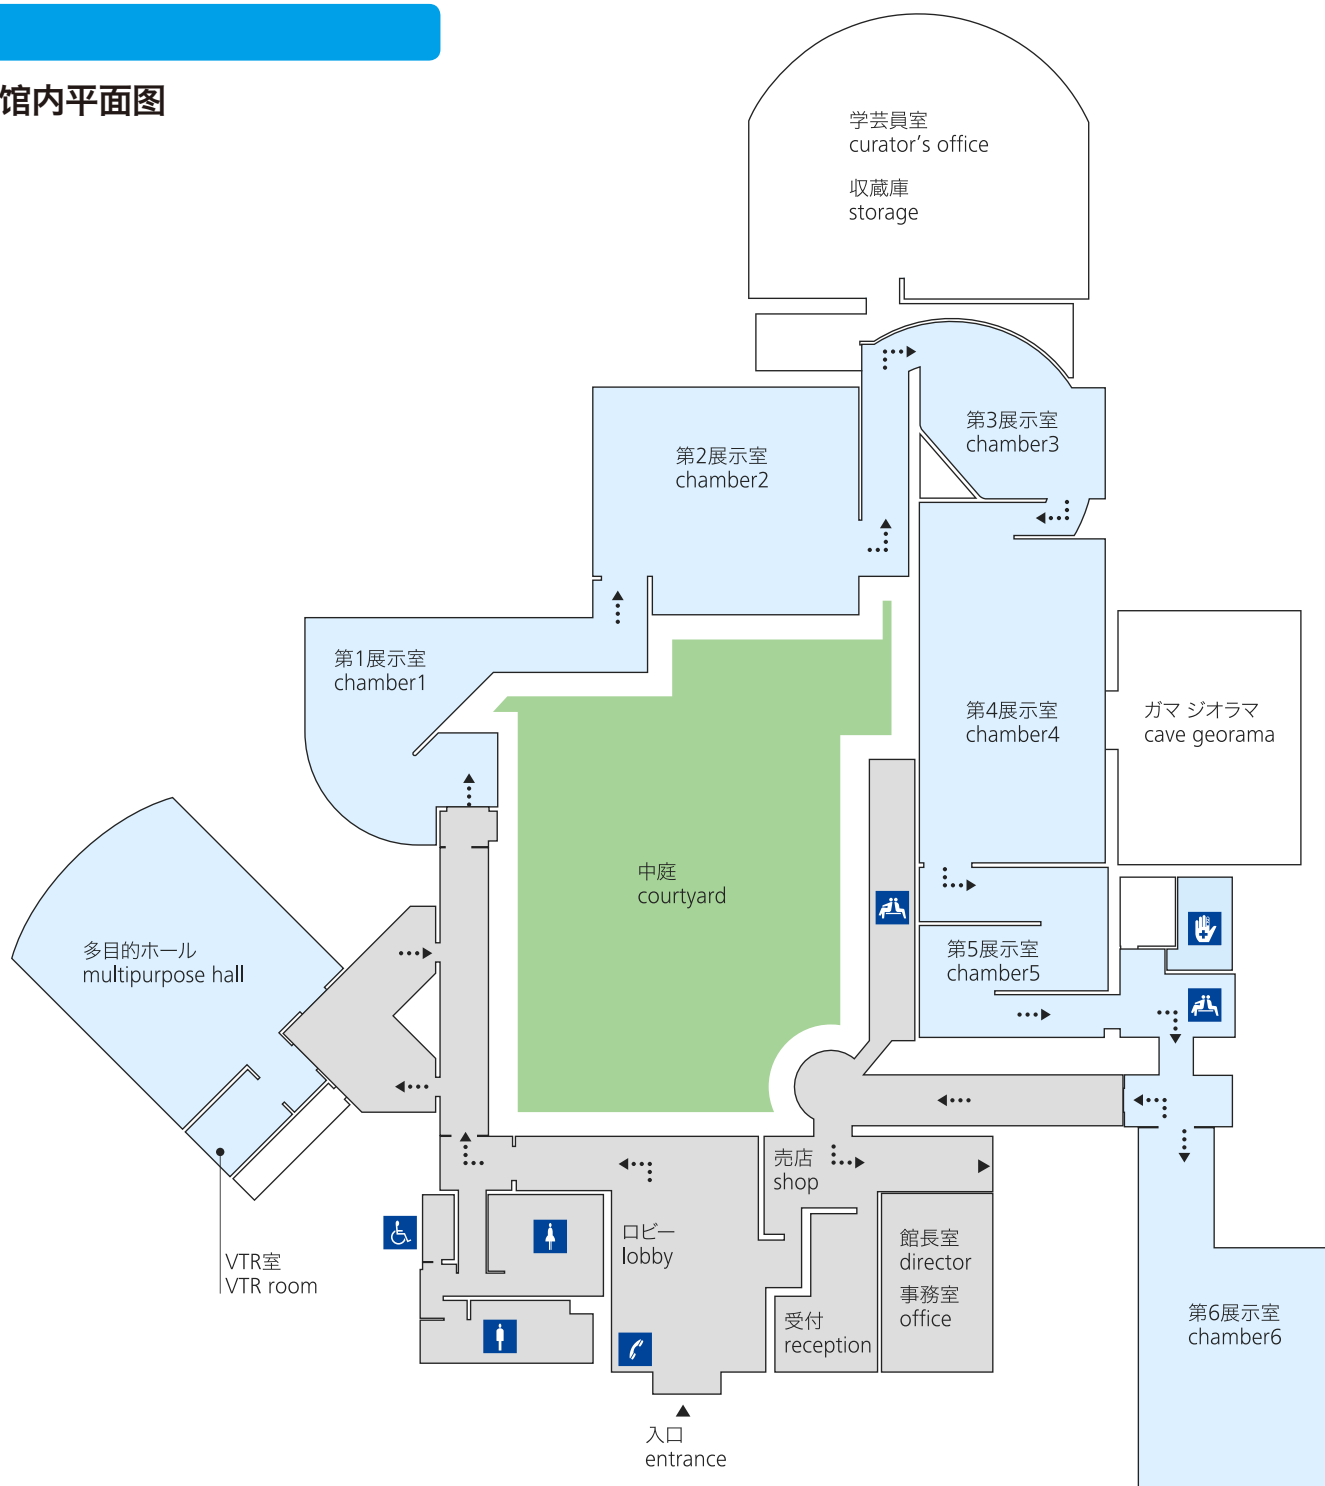 馆内平面图
学芸員室
curator's office
収蔵庫
storage
第3展示室
chamber3
第2展示室
chamber2
第1展示室
chamber1
第4展示室
chamber4
ガマ ジオラマ
cave georama
中庭
courtyard
多目的ホール
multipurpose hall
第5展示室
chamber5
売店
shop
VTR室
VTR room
ロビー
lobby
館長室
director
事務室
office
受付
reception
第6展示室
chamber6
入口
entrance